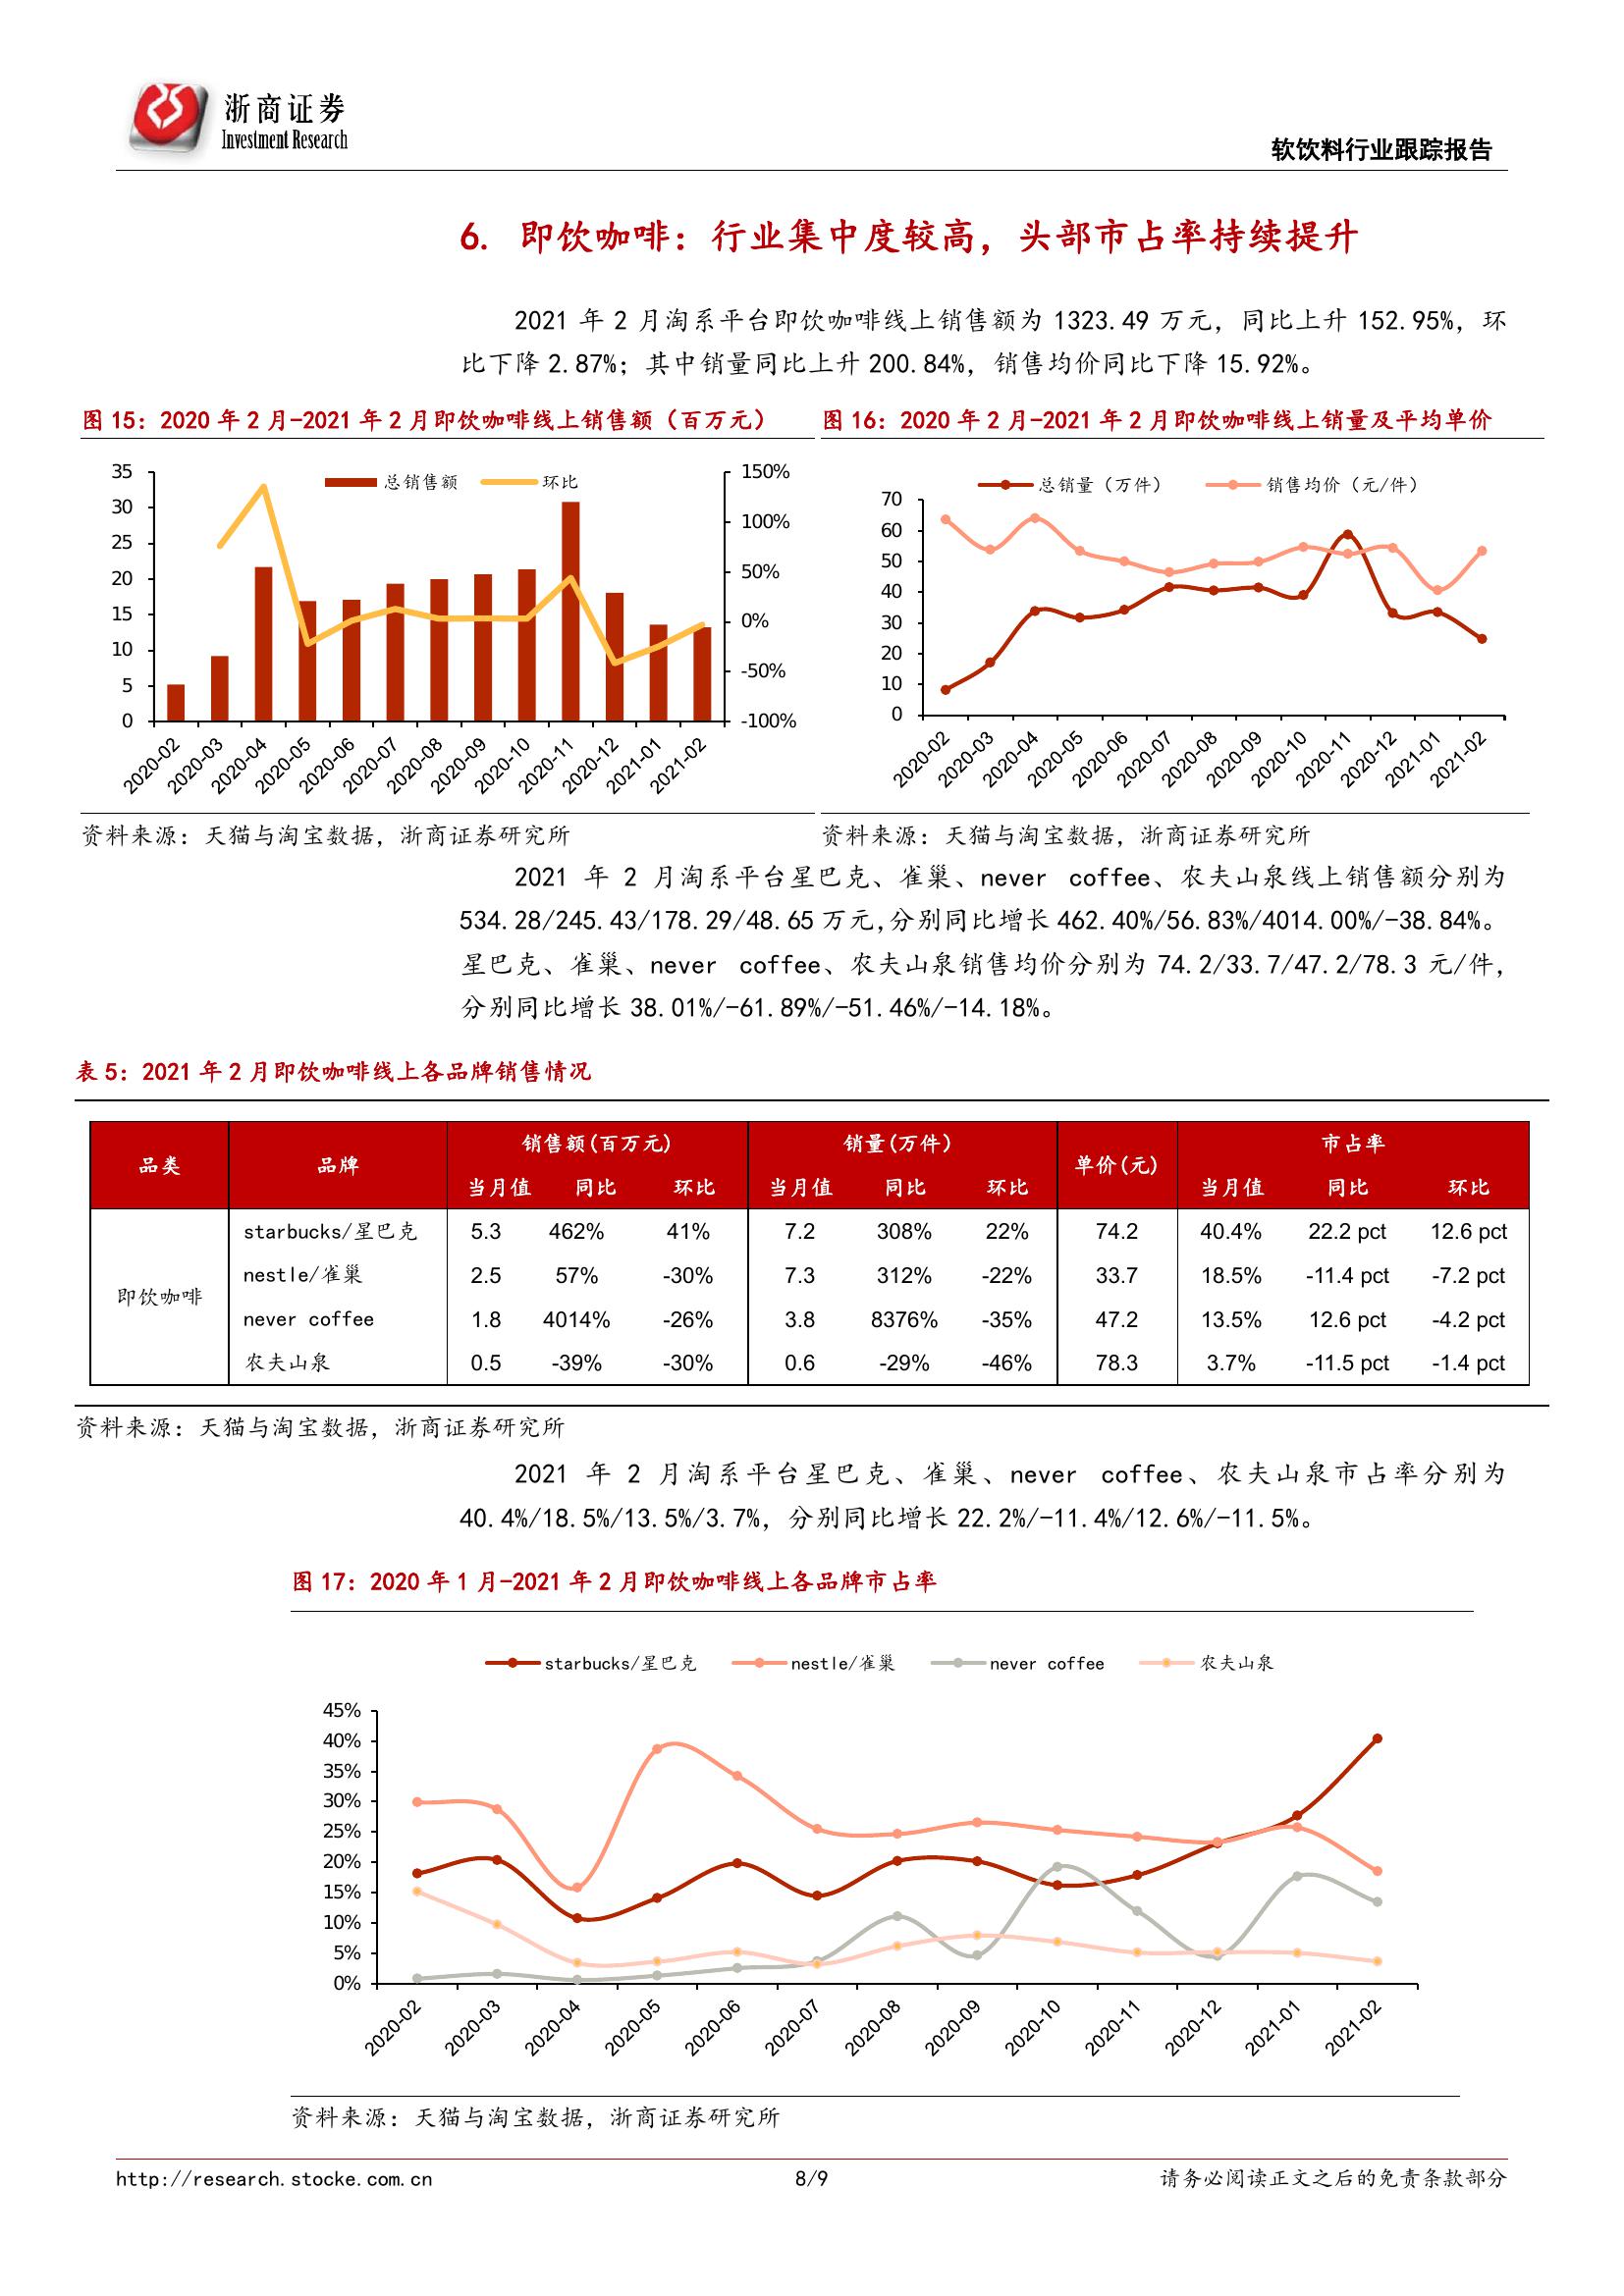 浙商证券
Investment Research
软饮料行业跟踪报告
6. 即饮咖啡：行业集中度较高，头部市占率持续提升
2021 年 2 月淘系平台即饮咖啡线上销售额为 1323.49 万元，同比上升 152.95%，环
比下降 2.87%；其中销量同比上升 200.84%，销售均价同比下降 15.92%。
图 15：2020 年 2 月-2021 年 2 月即饮咖啡线上销售额（百万元）
总销售额 环比
35
30
25
20
15
10
5
0
150%
100%
50%
0%
-50%
-100%
2020-02 2020-03 2020-04 2020-05 2020-06 2020-07 2020-08 2020-09 2020-10 2020-11 2020-12 2021-01 2021-02
资料来源：天猫与淘宝数据，浙商证券研究所
图 16：2020 年 2 月-2021 年 2 月即饮咖啡线上销量及平均单价
总销量（万件） 销售均价（元/件）
70
60
50
40
30
20
10
0
2020-02 2020-03 2020-04 2020-05 2020-06 2020-07 2020-08 2020-09 2020-10 2020-11 2020-12 2021-01 2021-02
资料来源：天猫与淘宝数据，浙商证券研究所
2021 年 2 月淘系平台星巴克、雀巢、never coffee、农夫山泉线上销售额分别为
534.28/245.43/178.29/48.65 万元,分别同比增长 462.40%/56.83%/4014.00%/-38.84%。
星巴克、雀巢、never coffee、农夫山泉销售均价分别为 74.2/33.7/47.2/78.3 元/件，
分别同比增长 38.01%/-61.89%/-51.46%/-14.18%。
表 5：2021 年 2 月即饮咖啡线上各品牌销售情况
品类 品牌 销售额(百万元) 销量(万件) 单价(元) 市占率
当月值 同比 环比 当月值 同比 环比 当月值 同比 环比
即饮咖啡
starbucks/星巴克 5.3 462% 41% 7.2 308% 22% 74.2 40.4% 22.2 pct 12.6 pct
nestle/雀巢 2.5 57% -30% 7.3 312% -22% 33.7 18.5% -11.4 pct -7.2 pct
never coffee 1.8 4014% -26% 3.8 8376% -35% 47.2 13.5% 12.6 pct -4.2 pct
农夫山泉 0.5 -39% -30% 0.6 -29% -46% 78.3 3.7% -11.5 pct -1.4 pct
资料来源：天猫与淘宝数据，浙商证券研究所
2021 年 2 月淘系平台星巴克、雀巢、never coffee、农夫山泉市占率分别为
40.4%/18.5%/13.5%/3.7%，分别同比增长 22.2%/-11.4%/12.6%/-11.5%。
图 17：2020 年 1 月-2021 年 2 月即饮咖啡线上各品牌市占率
starbucks/星巴克 nestle/雀巢 never coffee 农夫山泉
45%
40%
35%
30%
25%
20%
15%
10%
5%
0%
2020-02 2020-03 2020-04 2020-05 2020-06 2020-07 2020-08 2020-09 2020-10 2020-11 2020-12 2021-01 2021-02
资料来源：天猫与淘宝数据，浙商证券研究所
http://research.stocke.com.cn 8/9 请务必阅读正文之后的免责条款部分